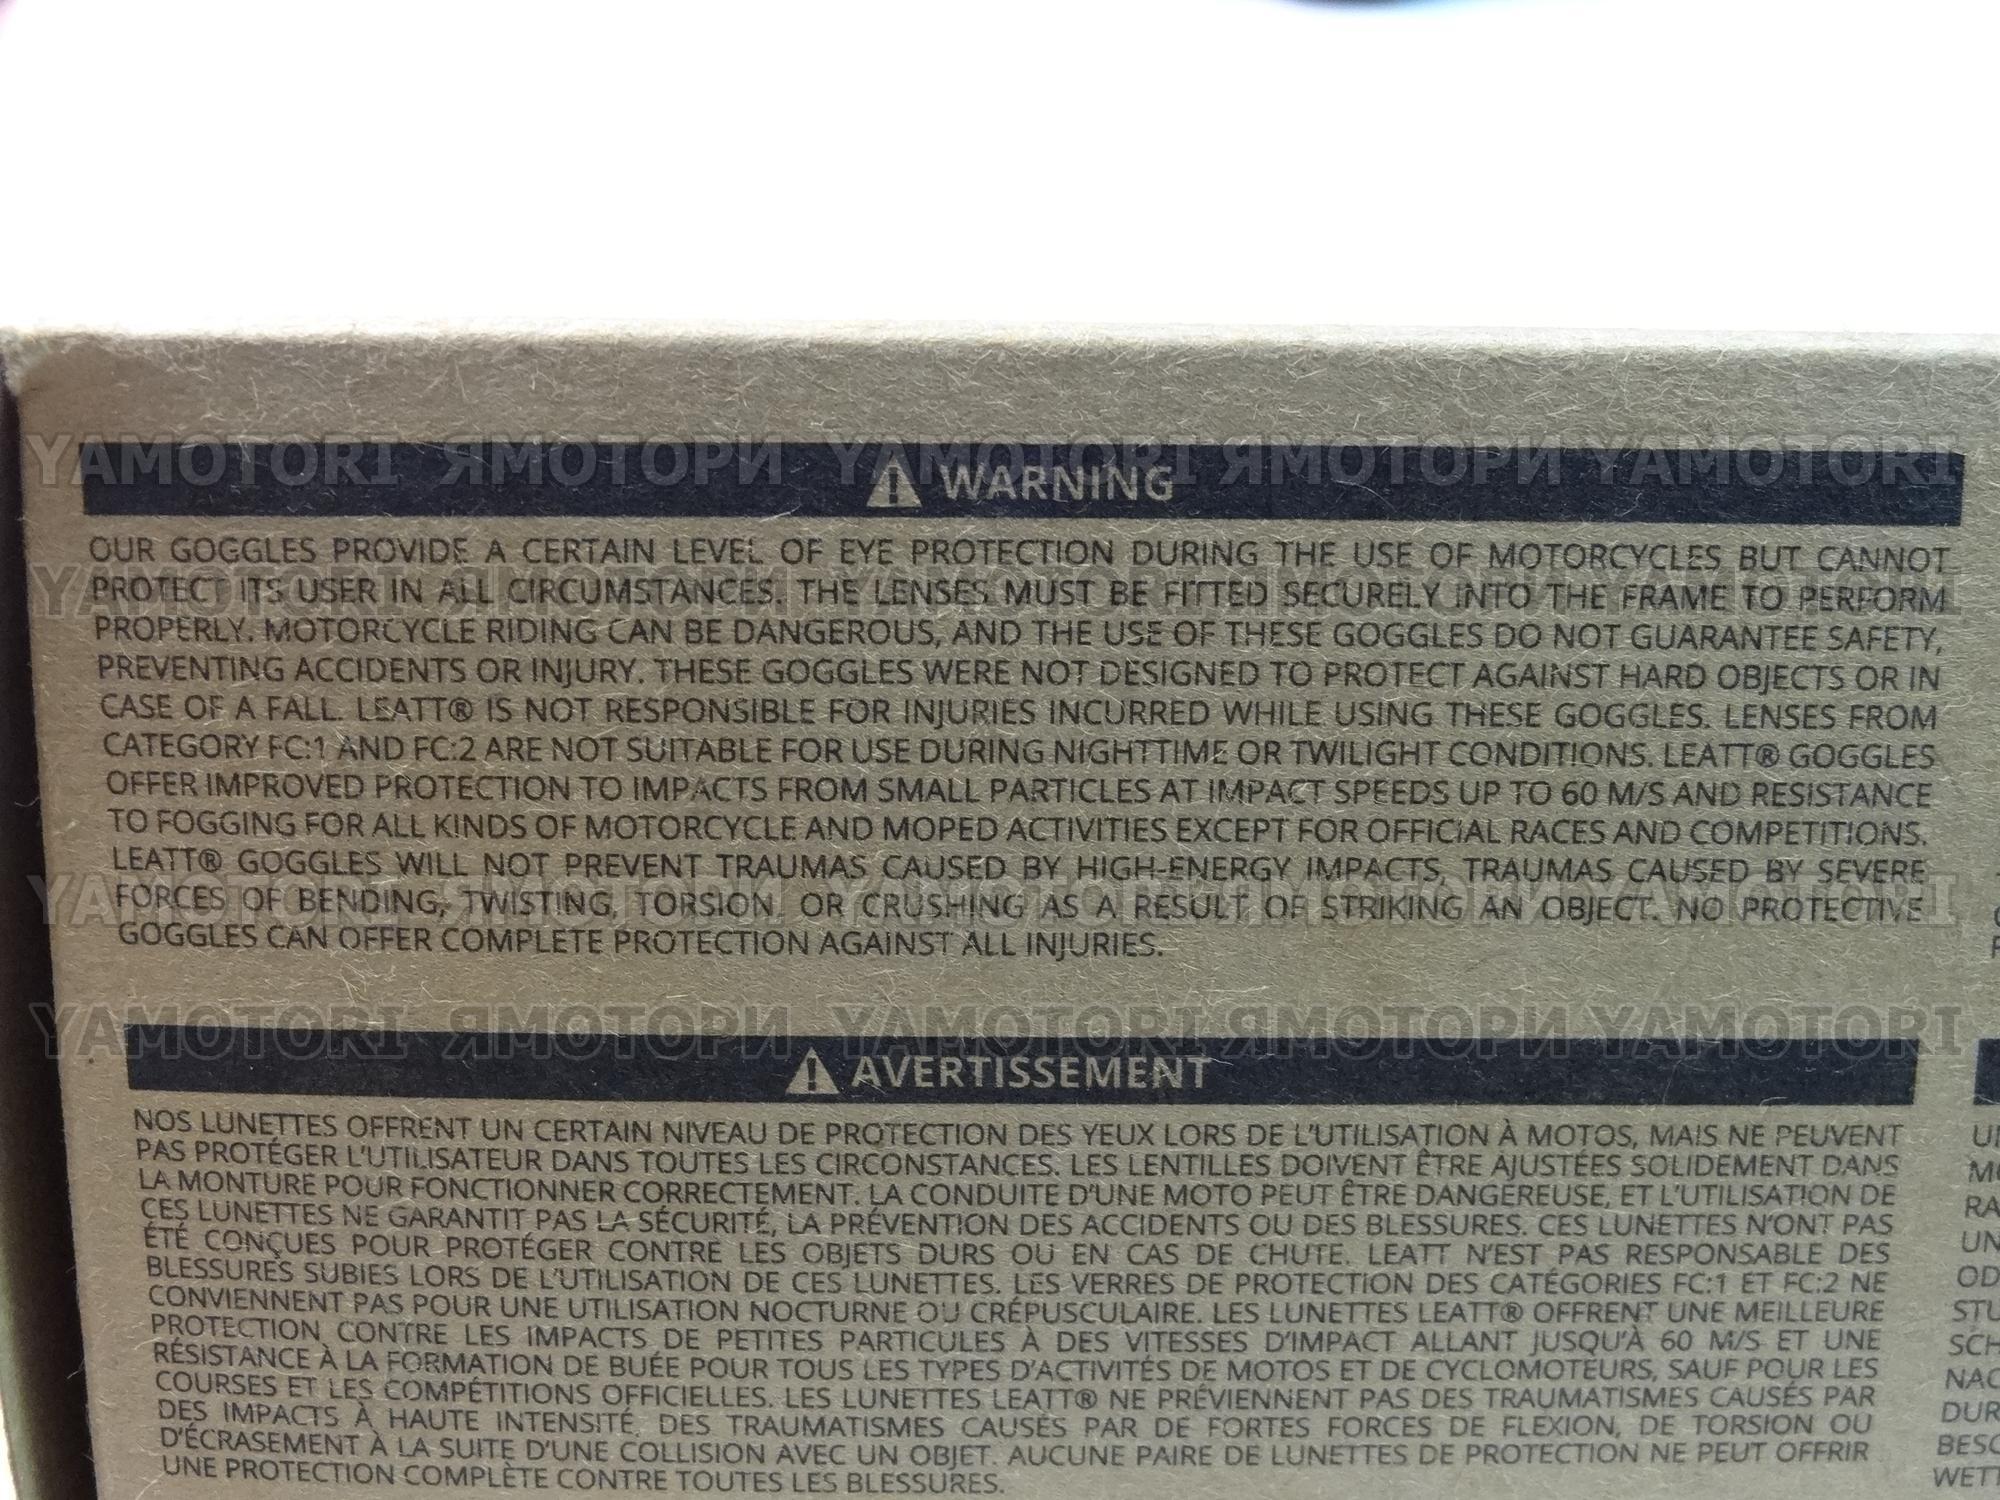 ⚠ WARNING
OUR GOGGLES PROVIDE A CERTAIN LEVEL OF EYE PROTECTION DURING THE USE OF MOTORCYCLES BUT CANNOT
PROTECT ITS USER IN ALL CIRCUMSTANCES. THE LENSES MUST BE FITTED SECURELY INTO THE FRAME TO PERFORM
PROPERLY. MOTORCYCLE RIDING CAN BE DANGEROUS, AND THE USE OF THESE GOGGLES DO NOT GUARANTEE SAFETY,
PREVENTING ACCIDENTS OR INJURY. THESE GOGGLES WERE NOT DESIGNED TO PROTECT AGAINST HARD OBJECTS OR IN
CASE OF A FALL. LEATT® IS NOT RESPONSIBLE FOR INJURIES INCURRED WHILE USING THESE GOGGLES. LENSES FROM
CATEGORY FC:1 AND FC:2 ARE NOT SUITABLE FOR USE DURING NIGHTTIME OR TWILIGHT CONDITIONS. LEATT® GOGGLES
OFFER IMPROVED PROTECTION TO IMPACTS FROM SMALL PARTICLES AT IMPACT SPEEDS UP TO 60 M/S AND RESISTANCE
TO FOGGING FOR ALL KINDS OF MOTORCYCLE AND MOPED ACTIVITIES EXCEPT FOR OFFICIAL RACES AND COMPETITIONS.
LEATT® GOGGLES WILL NOT PREVENT TRAUMAS CAUSED BY HIGH-ENERGY IMPACTS, TRAUMAS CAUSED BY SEVERE
FORCES OF BENDING, TWISTING, TORSION OR CRUSHING AS A RESULT OF STRIKING AN OBJECT. NO PROTECTIVE
GOGGLES CAN OFFER COMPLETE PROTECTION AGAINST ALL INJURIES.
⚠ AVERTISSEMENT
NOS LUNETTES OFFRENT UN CERTAIN NIVEAU DE PROTECTION DES YEUX LORS DE L'UTILISATION À MOTOS, MAIS NE PEUVENT
PAS PROTÉGER L'UTILISATEUR DANS TOUTES LES CIRCONSTANCES. LES LENTILLES DOIVENT ÊTRE AJUSTÉES SOLIDEMENT DANS
LA MONTURE POUR FONCTIONNER CORRECTEMENT. LA CONDUITE D'UNE MOTO PEUT ÊTRE DANGEREUSE, ET L'UTILISATION DE
CES LUNETTES NE GARANTIT PAS LA SÉCURITÉ, LA PRÉVENTION DES ACCIDENTS OU DES BLESSURES. CES LUNETTES N'ONT PAS
ÉTÉ CONÇUES POUR PROTÉGER CONTRE LES OBJETS DURS OU EN CAS DE CHUTE. LEATT N'EST PAS RESPONSABLE DES
BLESSURES SUBIES LORS DE L'UTILISATION DE CES LUNETTES. LES VERRES DE PROTECTION DES CATÉGORIES FC:1 ET FC:2 NE
CONVIENNENT PAS POUR UNE UTILISATION NOCTURNE OU CRÉPUSCULAIRE. LES LUNETTES LEATT® OFFRENT UNE MEILLEURE
PROTECTION CONTRE LES IMPACTS DE PETITES PARTICULES À DES VITESSES D'IMPACT ALLANT JUSQU'À 60 M/S ET UNE
RÉSISTANCE À LA FORMATION DE BUÉE POUR TOUS LES TYPES D'ACTIVITÉS DE MOTOS ET DE CYCLOMOTEURS, SAUF POUR LES
COURSES ET LES COMPÉTITIONS OFFICIELLES. LES LUNETTES LEATT® NE PRÉVIENNENT PAS DES TRAUMATISMES CAUSÉS PAR
DES IMPACTS À HAUTE INTENSITÉ, DES TRAUMATISMES CAUSÉS PAR DE FORTES FORCES DE FLEXION, DE TORSION OU
D'ÉCRASEMENT À LA SUITE D'UNE COLLISION AVEC UN OBJET. AUCUNE PAIRE DE LUNETTES DE PROTECTION NE PEUT OFFRIR
UNE PROTECTION COMPLÈTE CONTRE TOUTES LES BLESSURES.
YAMOTORI ЯМОТОРИ YAMOTORI ЯМОТОРИ YAMOTORI
YAMOTORI ЯМОТОРИ YAMOTORI ЯМОТОРИ YAMOTORI
YAMOTORI ЯМОТОРИ YAMOTORI ЯМОТОРИ YAMOTORI
YAMOTORI ЯМОТОРИ YAMOTORI ЯМОТОРИ YAMOTORI